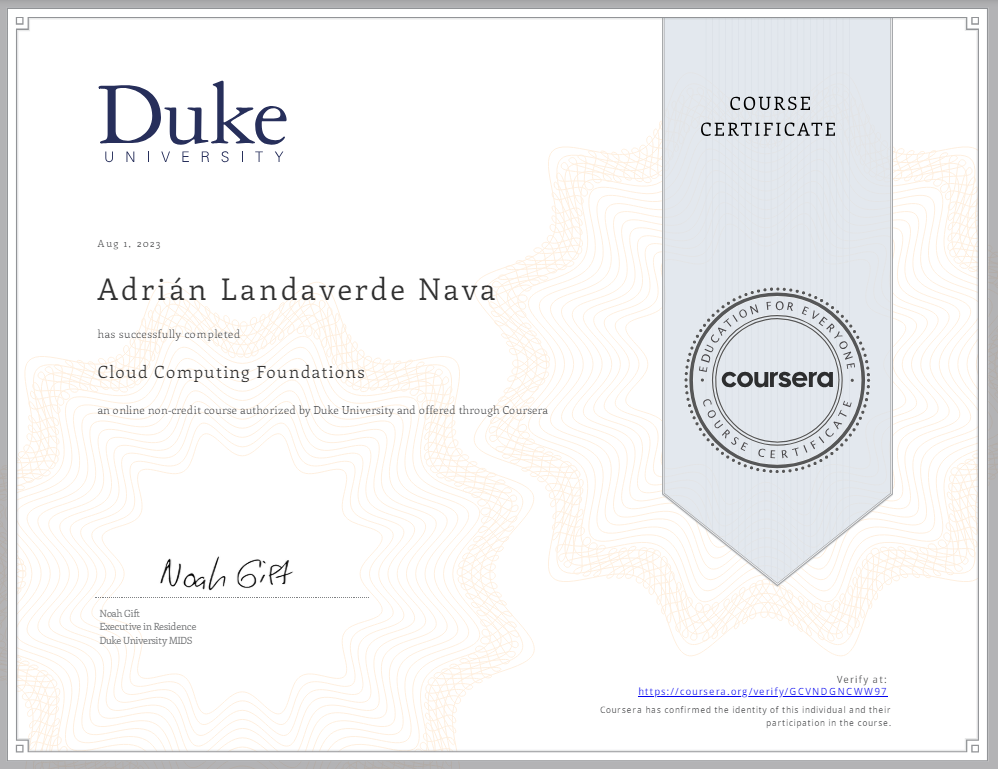 Duke
UNIVERSITY
COURSE
CERTIFICATE
Aug 1, 2023
Adrián Landaverde Nava
has successfully completed
Cloud Computing Foundations
an online non-credit course authorized by Duke University and offered through Coursera
EDUCATION FOR EVERYONE
coursera
COURSE CERTIFICATE
Noah Gift
Noah Gift
Executive in Residence
Duke University MIDS
Verify at:
https://coursera.org/verify/GCVNDGNCWW97
Coursera has confirmed the identity of this individual and their
participation in the course.